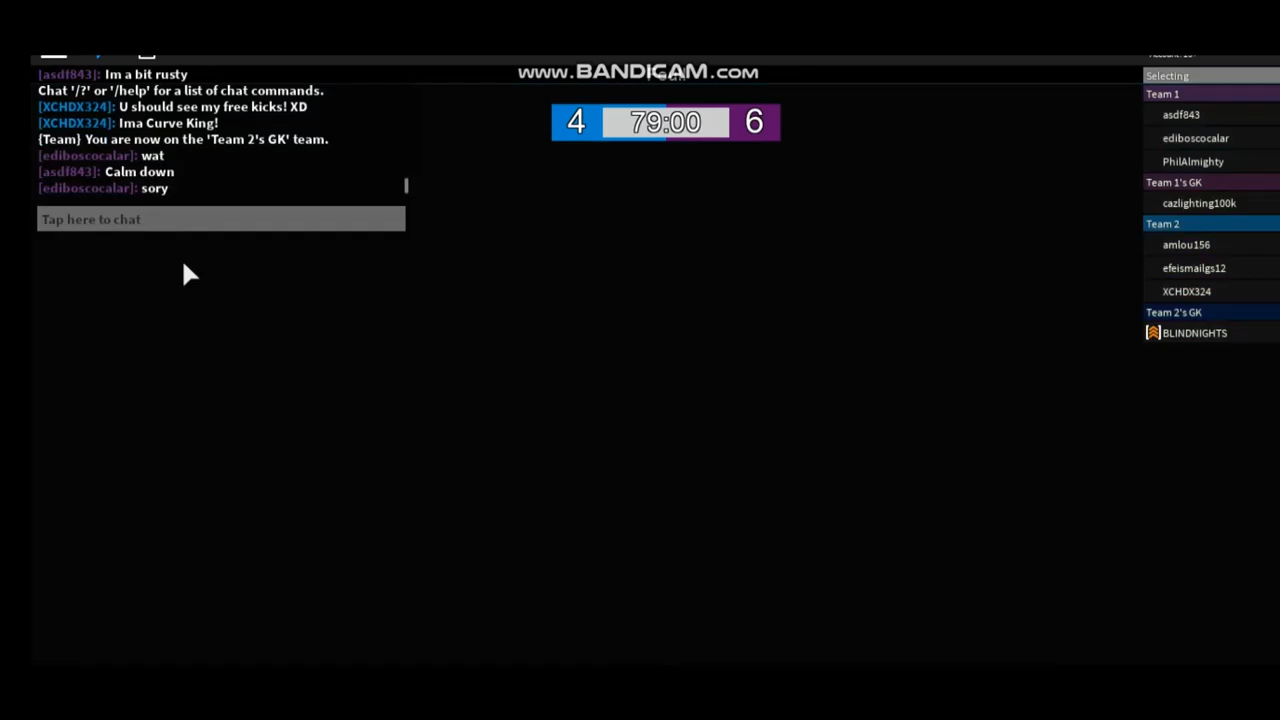 www.BANDICAM.com
[asdf843]: Im a bit rusty
Chat '/?' or '/help' for a list of chat commands.
[XCHDX324]: U should see my free kicks! XD
[XCHDX324]: Ima Curve King!
{Team} You are now on the 'Team 2's GK' team.
[ediboscocalar]: wat
[asdf843]: Calm down
[ediboscocalar]: sory
Tap here to chat
4 79:00 6
Selecting
Team 1
asdf843
ediboscocalar
PhilAlmighty
Team 1's GK
cazlighting100k
Team 2
amlou156
efeismailgs12
XCHDX324
Team 2's GK
BLINDNIGHTS